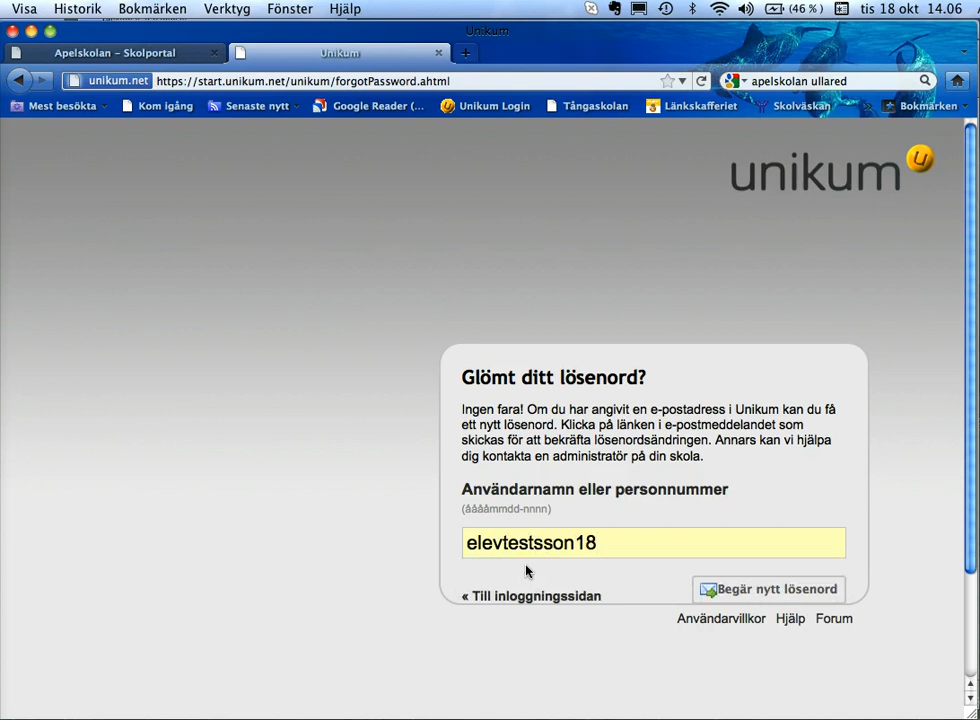 Visa Historik Bokmärken Verktyg Fönster Hjälp (46 %) tis 18 okt 14.06
Unikum
Apelskolan – Skolportal Unikum
unikum.net https://start.unikum.net/unikum/forgotPassword.ahtml apelskolan ullared
Mest besökta Kom igång Senaste nytt Google Reader (... Unikum Login Tångaskolan Länkskafferiet Skolväskan » Bokmärken
unikum u
Glömt ditt lösenord?
Ingen fara! Om du har angivit en e-postadress i Unikum kan du få
ett nytt lösenord. Klicka på länken i e-postmeddelandet som
skickas för att bekräfta lösenordsändringen. Annars kan vi hjälpa
dig kontakta en administratör på din skola.
Användarnamn eller personnummer
(ååååmmdd-nnnn)
elevtestsson18
« Till inloggningssidan Begär nytt lösenord
Användarvillkor Hjälp Forum